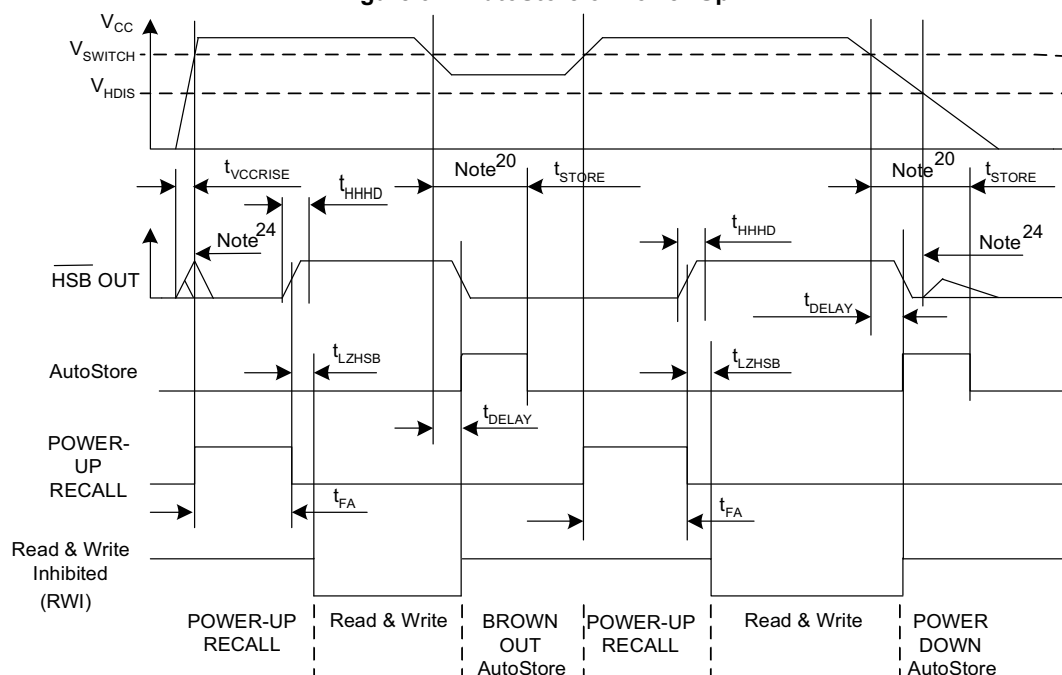 V_CC
V_SWITCH
V_HDIS
t_VCCRISE
Note^20
t_STORE
Note^20
t_STORE
t_HHHD
t_HHHD
Note^24
Note^24
HSB OUT
t_DELAY
t_LZHSB
t_LZHSB
AutoStore
t_DELAY
POWER-
UP
RECALL
t_FA
t_FA
Read & Write
Inhibited
(RWI)
POWER-UP
RECALL
Read & Write
BROWN
OUT
AutoStore
POWER-UP
RECALL
Read & Write
POWER
DOWN
AutoStore